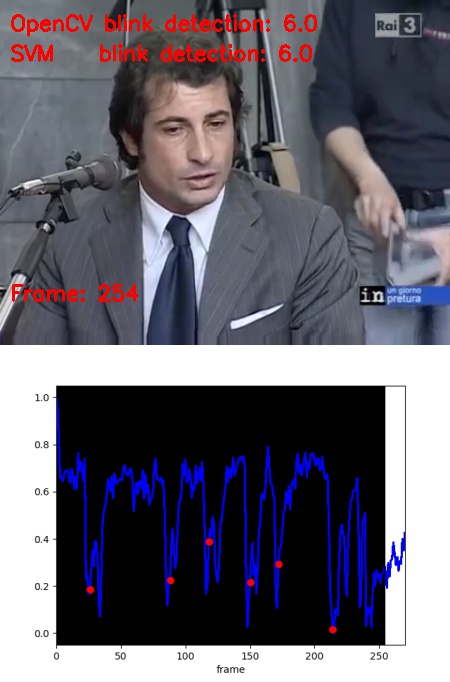 OpenCV blink detection: 6.0
Rai 3
SVM blink detection: 6.0
Frame: 254
in un giorno
pretura
1.0
0.8
0.6
0.4
0.2
0.0
0 50 100 150 200 250
frame